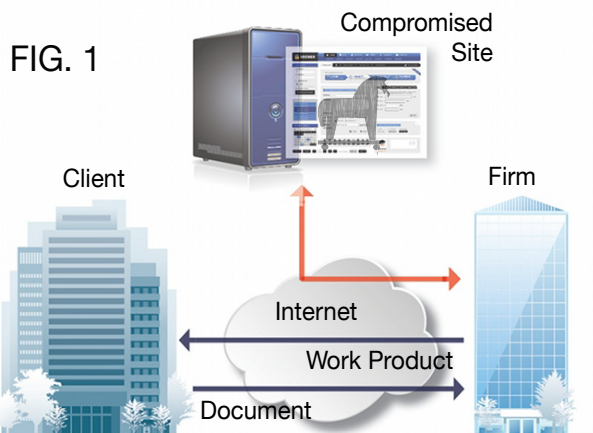 FIG. 1
Compromised
Site
Client
Firm
Internet
Work Product
Document